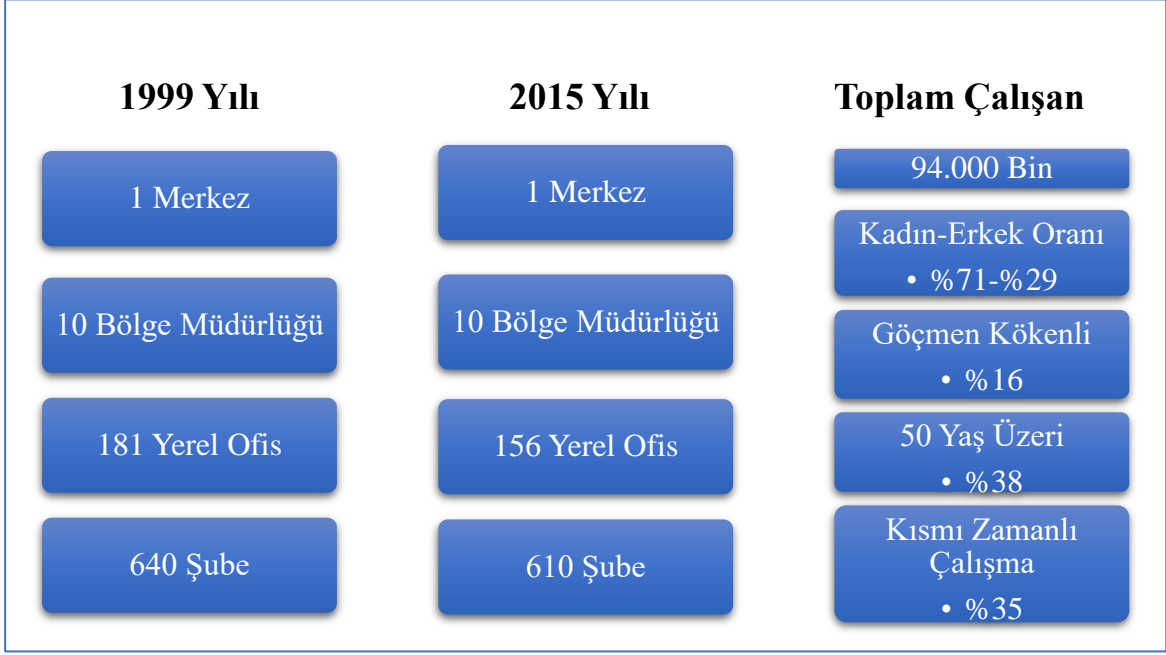 1999 Yılı
1 Merkez
10 Bölge Müdürlüğü
181 Yerel Ofis
640 Şube
2015 Yılı
1 Merkez
10 Bölge Müdürlüğü
156 Yerel Ofis
610 Şube
Toplam Çalışan
94.000 Bin
Kadın-Erkek Oranı
• %71-%29
Göçmen Kökenli
• %16
50 Yaş Üzeri
• %38
Kısmı Zamanlı
Çalışma
• %35